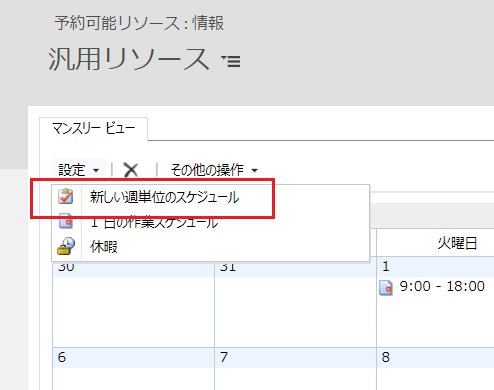 予約可能リソース : 情報
汎用リソース
マンスリー ビュー
設定 その他の操作
新しい週単位のスケジュール
1 日の作業スケジュール
休暇
火曜日
30 31 1
9:00 - 18:00
6 7 8